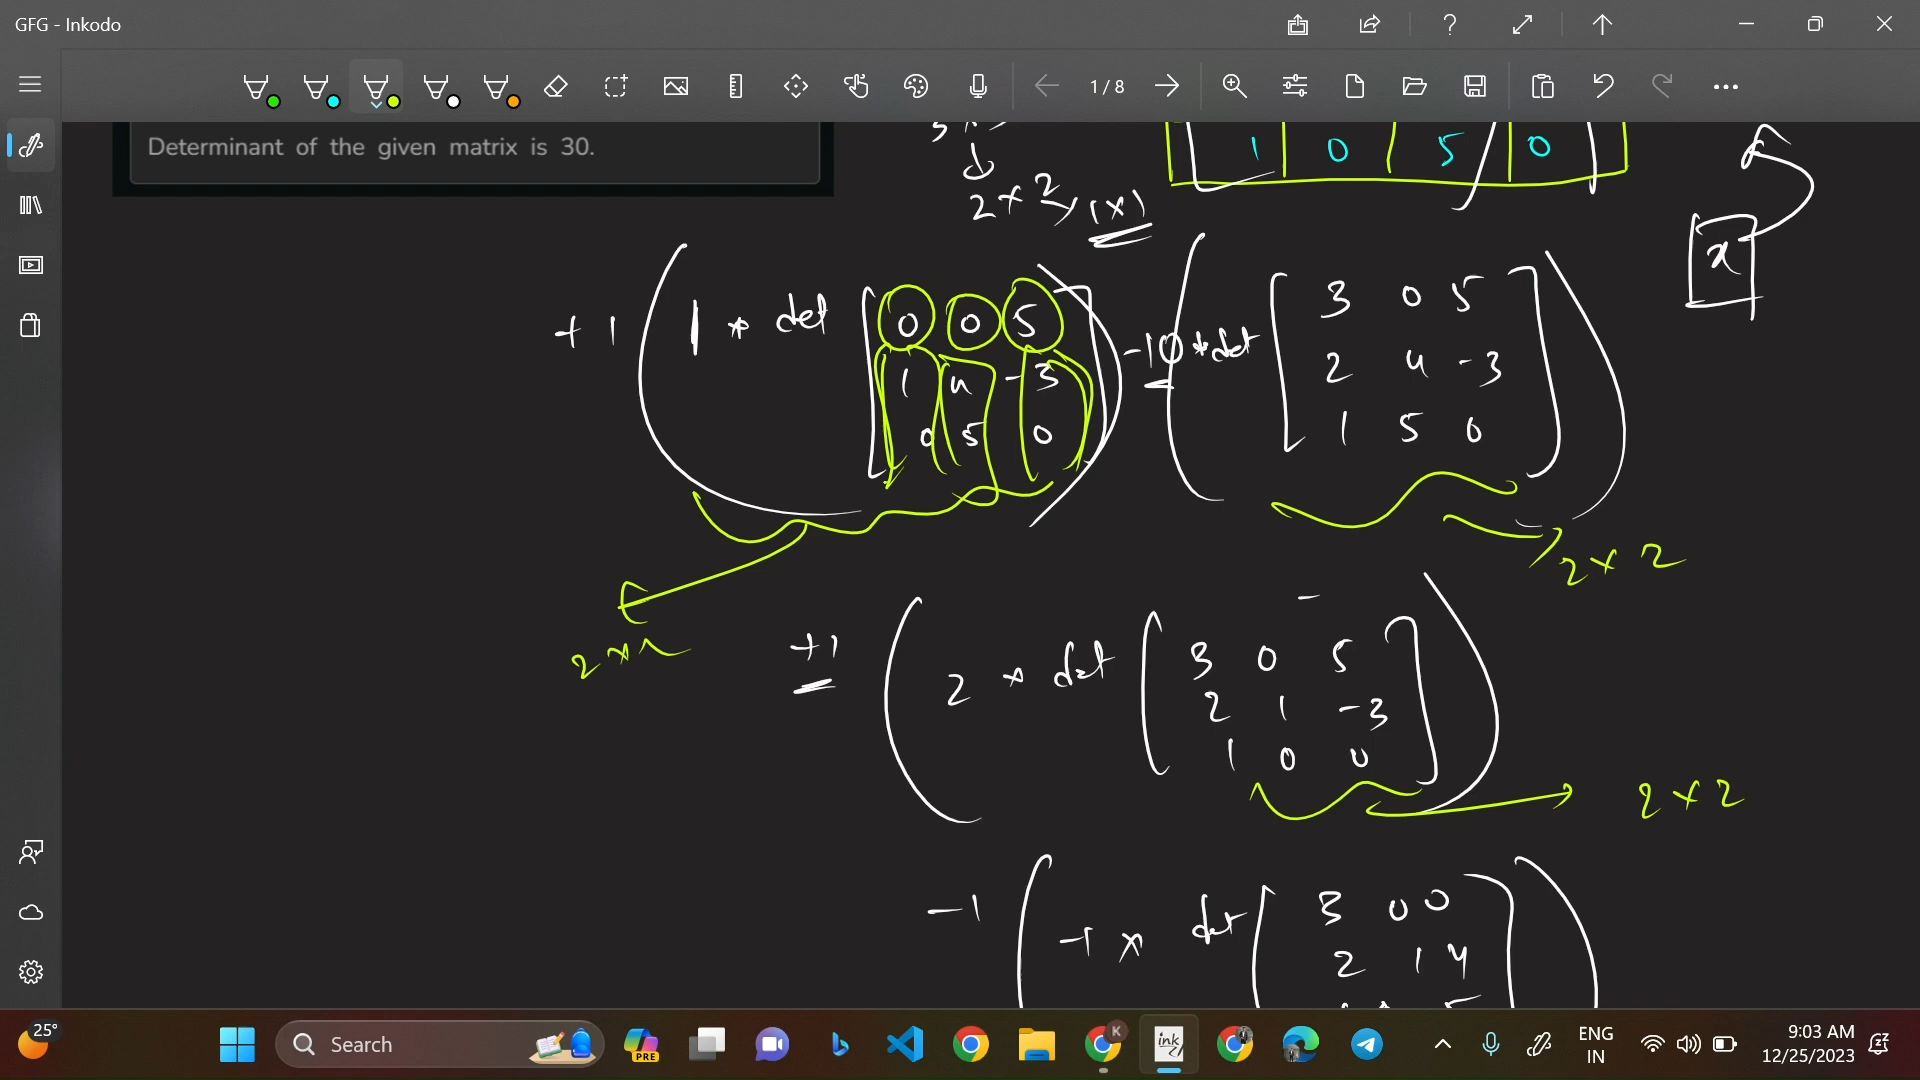 GFG - Inkodo
1 / 8
Determinant of the given matrix is 30.
1 0 5 0
2 x 2, (x)
x
+1 ( 1 * det [ 0 0 5
1 4 -3
0 5 0 ] )
-10 * det [ 3 0 5
2 4 -3
1 5 0 ]
2 x 2
2 x 2
+1 ( 2 * det [ 3 0 5
2 1 -3
1 0 0 ] )
2 x 2
-1 ( -1 x det [ 3 0 0
2 1 4
25°
Search
PRE
K
ink
ENG
IN
9:03 AM
12/25/2023